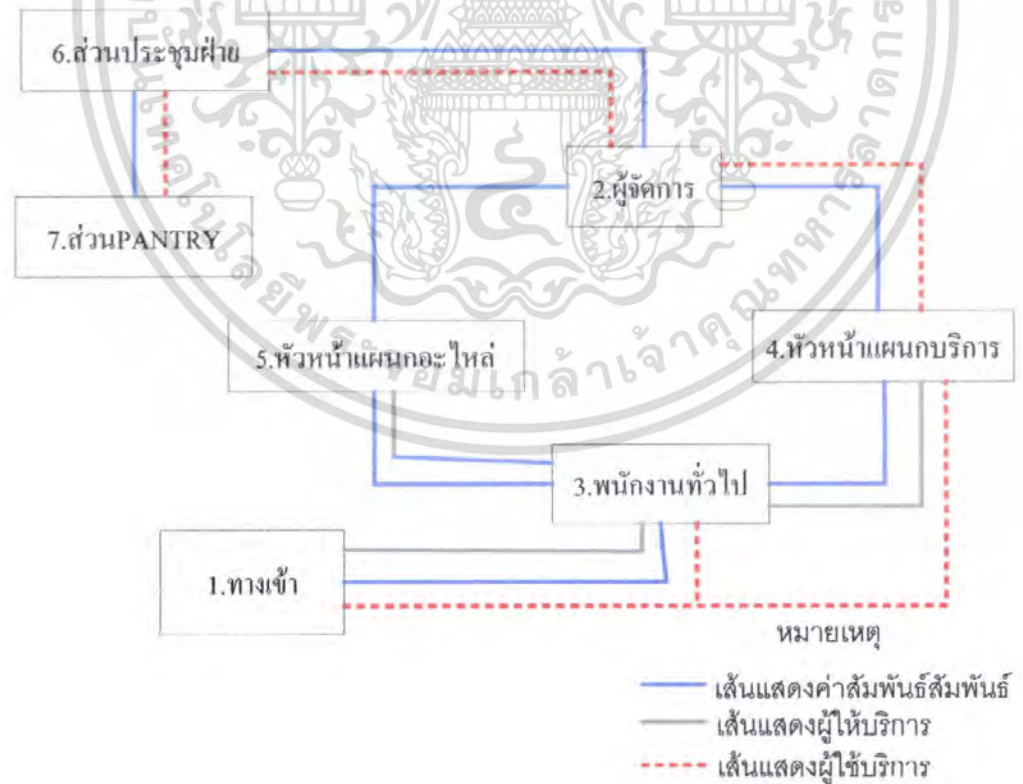 6.ส่วนประชุมฝ่าย
2.ผู้จัดการ
7.ส่วนPANTRY
5.หัวหน้าแผนกอะไหล่
4.หัวหน้าแผนกบริการ
3.พนักงานทั่วไป
1.ทางเข้า
หมายเหตุ
เส้นแสดงค่าสัมพันธ์สัมพันธ์
เส้นแสดงผู้ให้บริการ
เส้นแสดงผู้ใช้บริการ